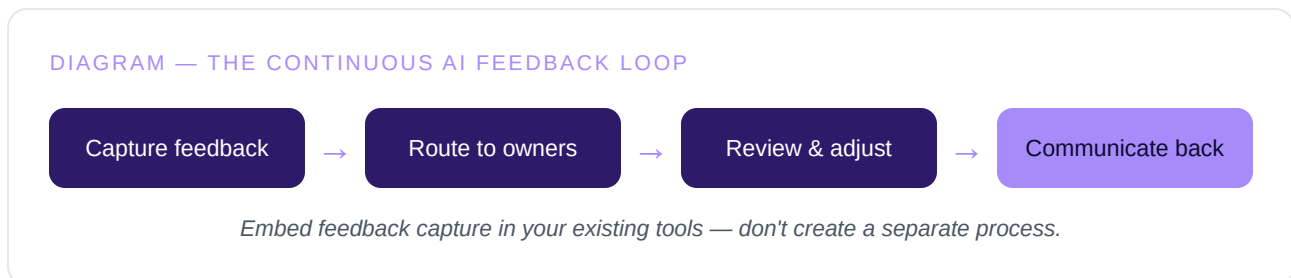 DIAGRAM — THE CONTINUOUS AI FEEDBACK LOOP
Capture feedback → Route to owners → Review & adjust → Communicate back
Embed feedback capture in your existing tools — don't create a separate process.